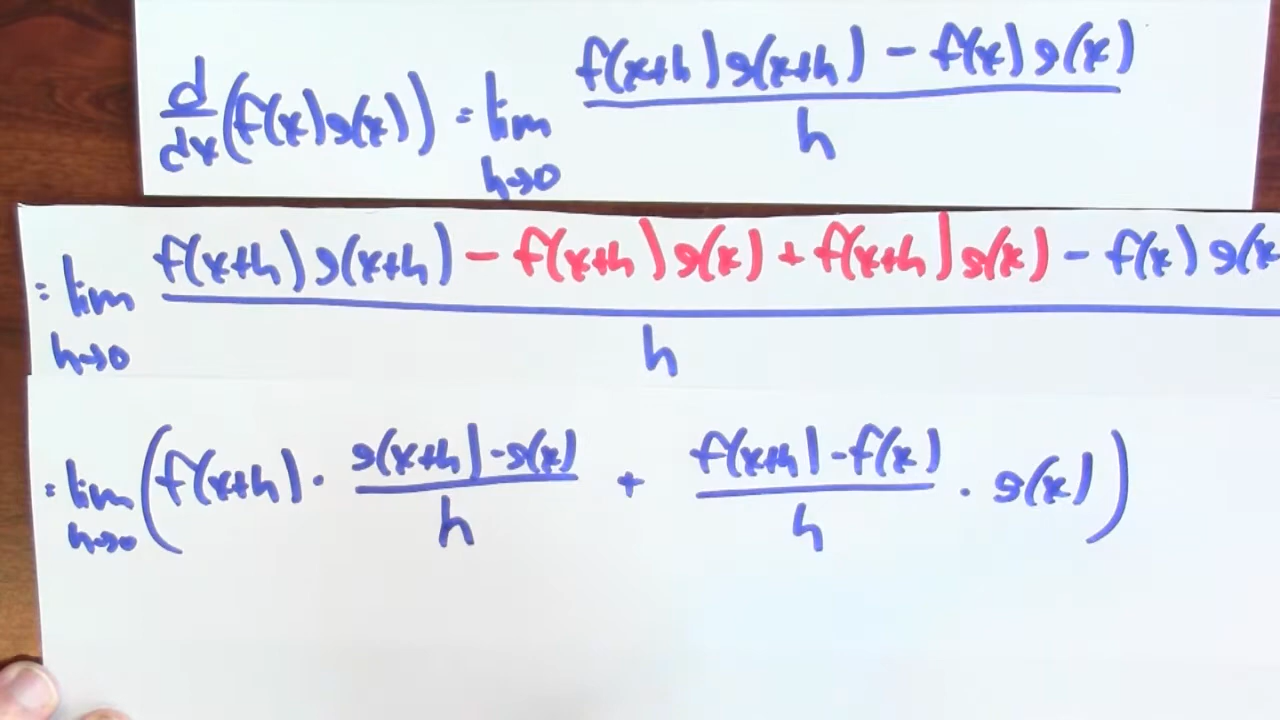 d/dx (f(x)g(x)) = lim h→0 (f(x+h)g(x+h) - f(x)g(x)) / h
= lim h→0 (f(x+h)g(x+h) - f(x+h)g(x) + f(x+h)g(x) - f(x)g(x / h
= lim h→0 (f(x+h) · (g(x+h)-g(x))/h + (f(x+h)-f(x))/h · g(x))